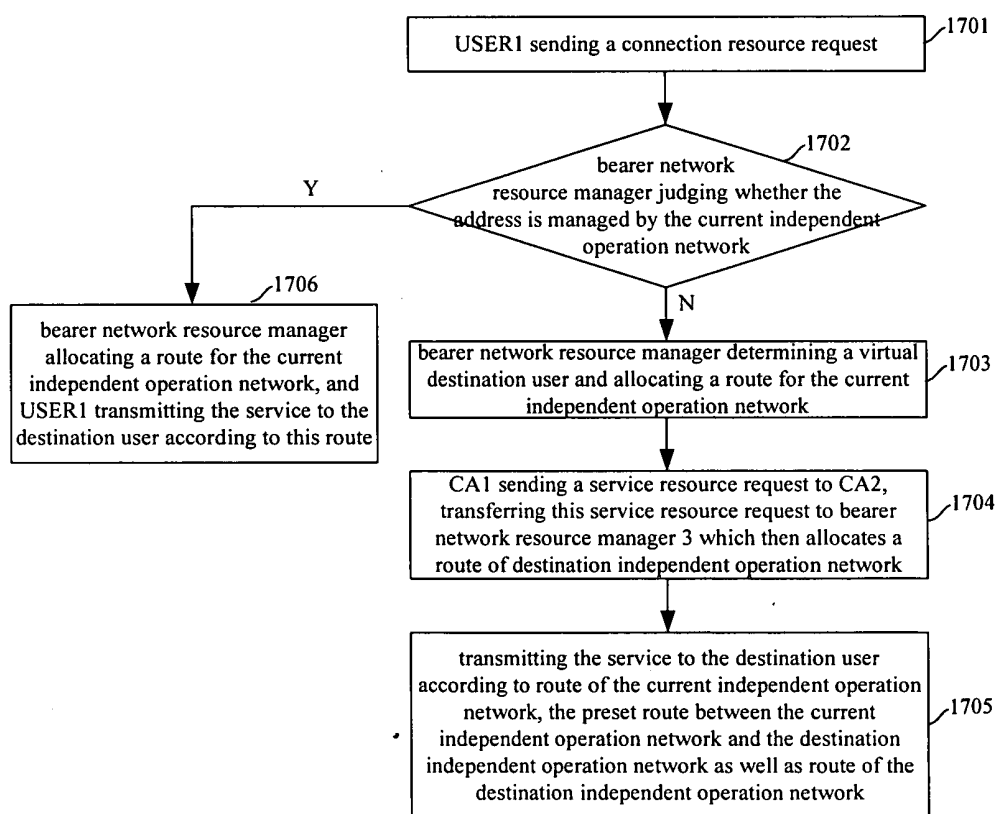 USER1 sending a connection resource request
1701
bearer network
resource manager judging whether the
address is managed by the current independent
operation network
1702
Y
N
1706
bearer network resource manager
allocating a route for the current
independent operation network, and
USER1 transmitting the service to the
destination user according to this route
bearer network resource manager determining a virtual
destination user and allocating a route for the current
independent operation network
1703
CA1 sending a service resource request to CA2,
transferring this service resource request to bearer
network resource manager 3 which then allocates a
route of destination independent operation network
1704
transmitting the service to the destination user
according to route of the current independent operation
network, the preset route between the current
independent operation network and the destination
independent operation network as well as route of the
destination independent operation network
1705